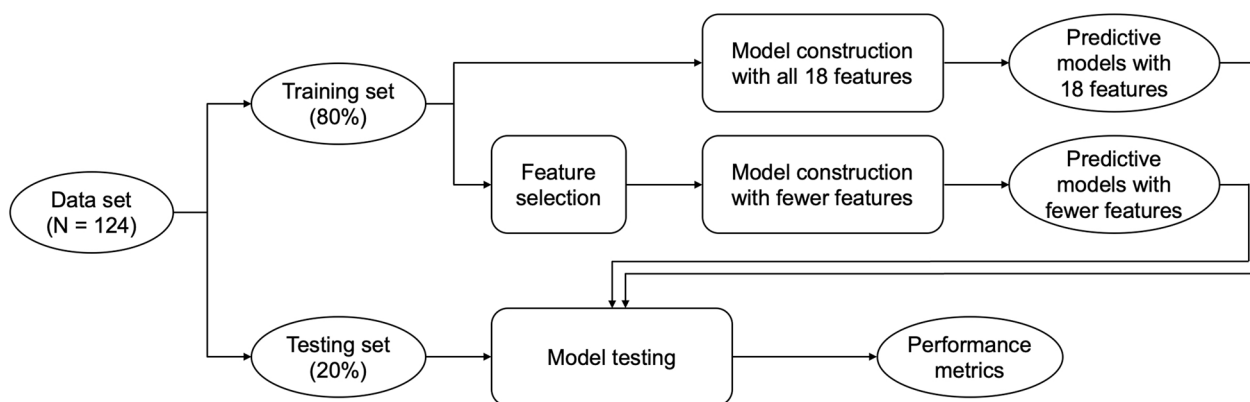 Data set
(N = 124)
Training set
(80%)
Model construction
with all 18 features
Predictive
models with
18 features
Feature
selection
Model construction
with fewer features
Predictive
models with
fewer features
Testing set
(20%)
Model testing
Performance
metrics